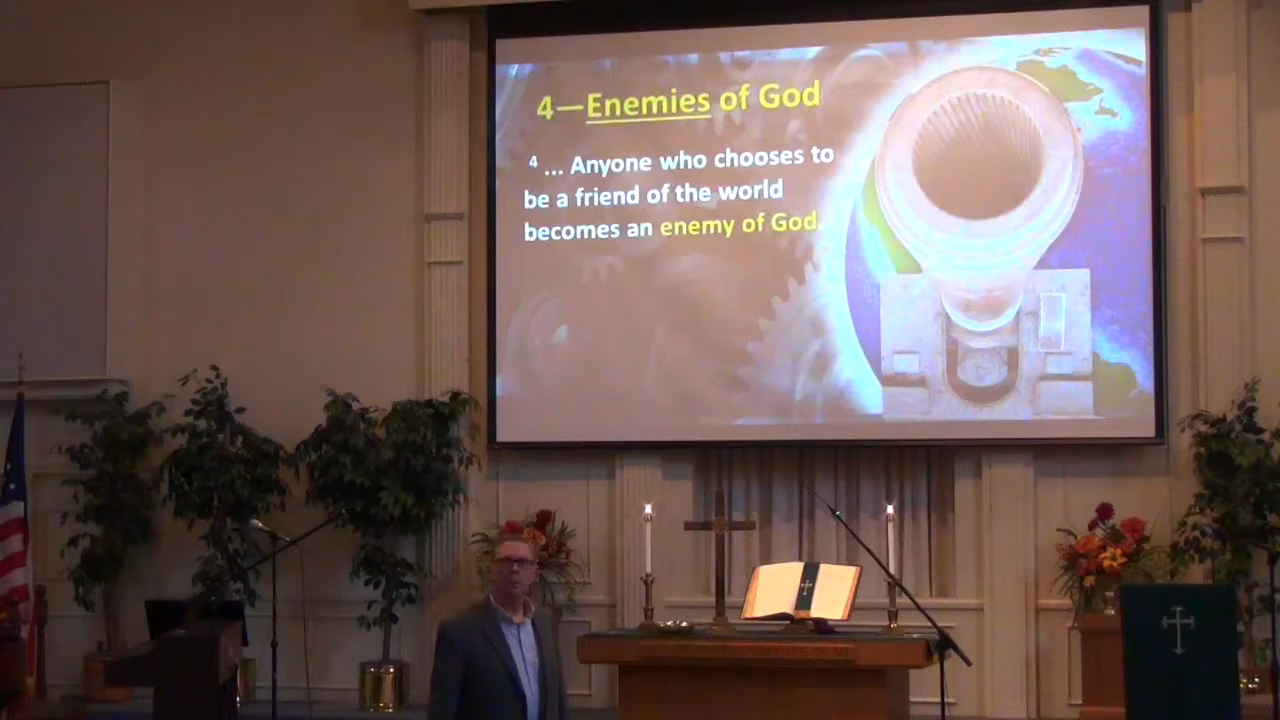 4—Enemies of God
4 ... Anyone who chooses to
be a friend of the world
becomes an enemy of God.